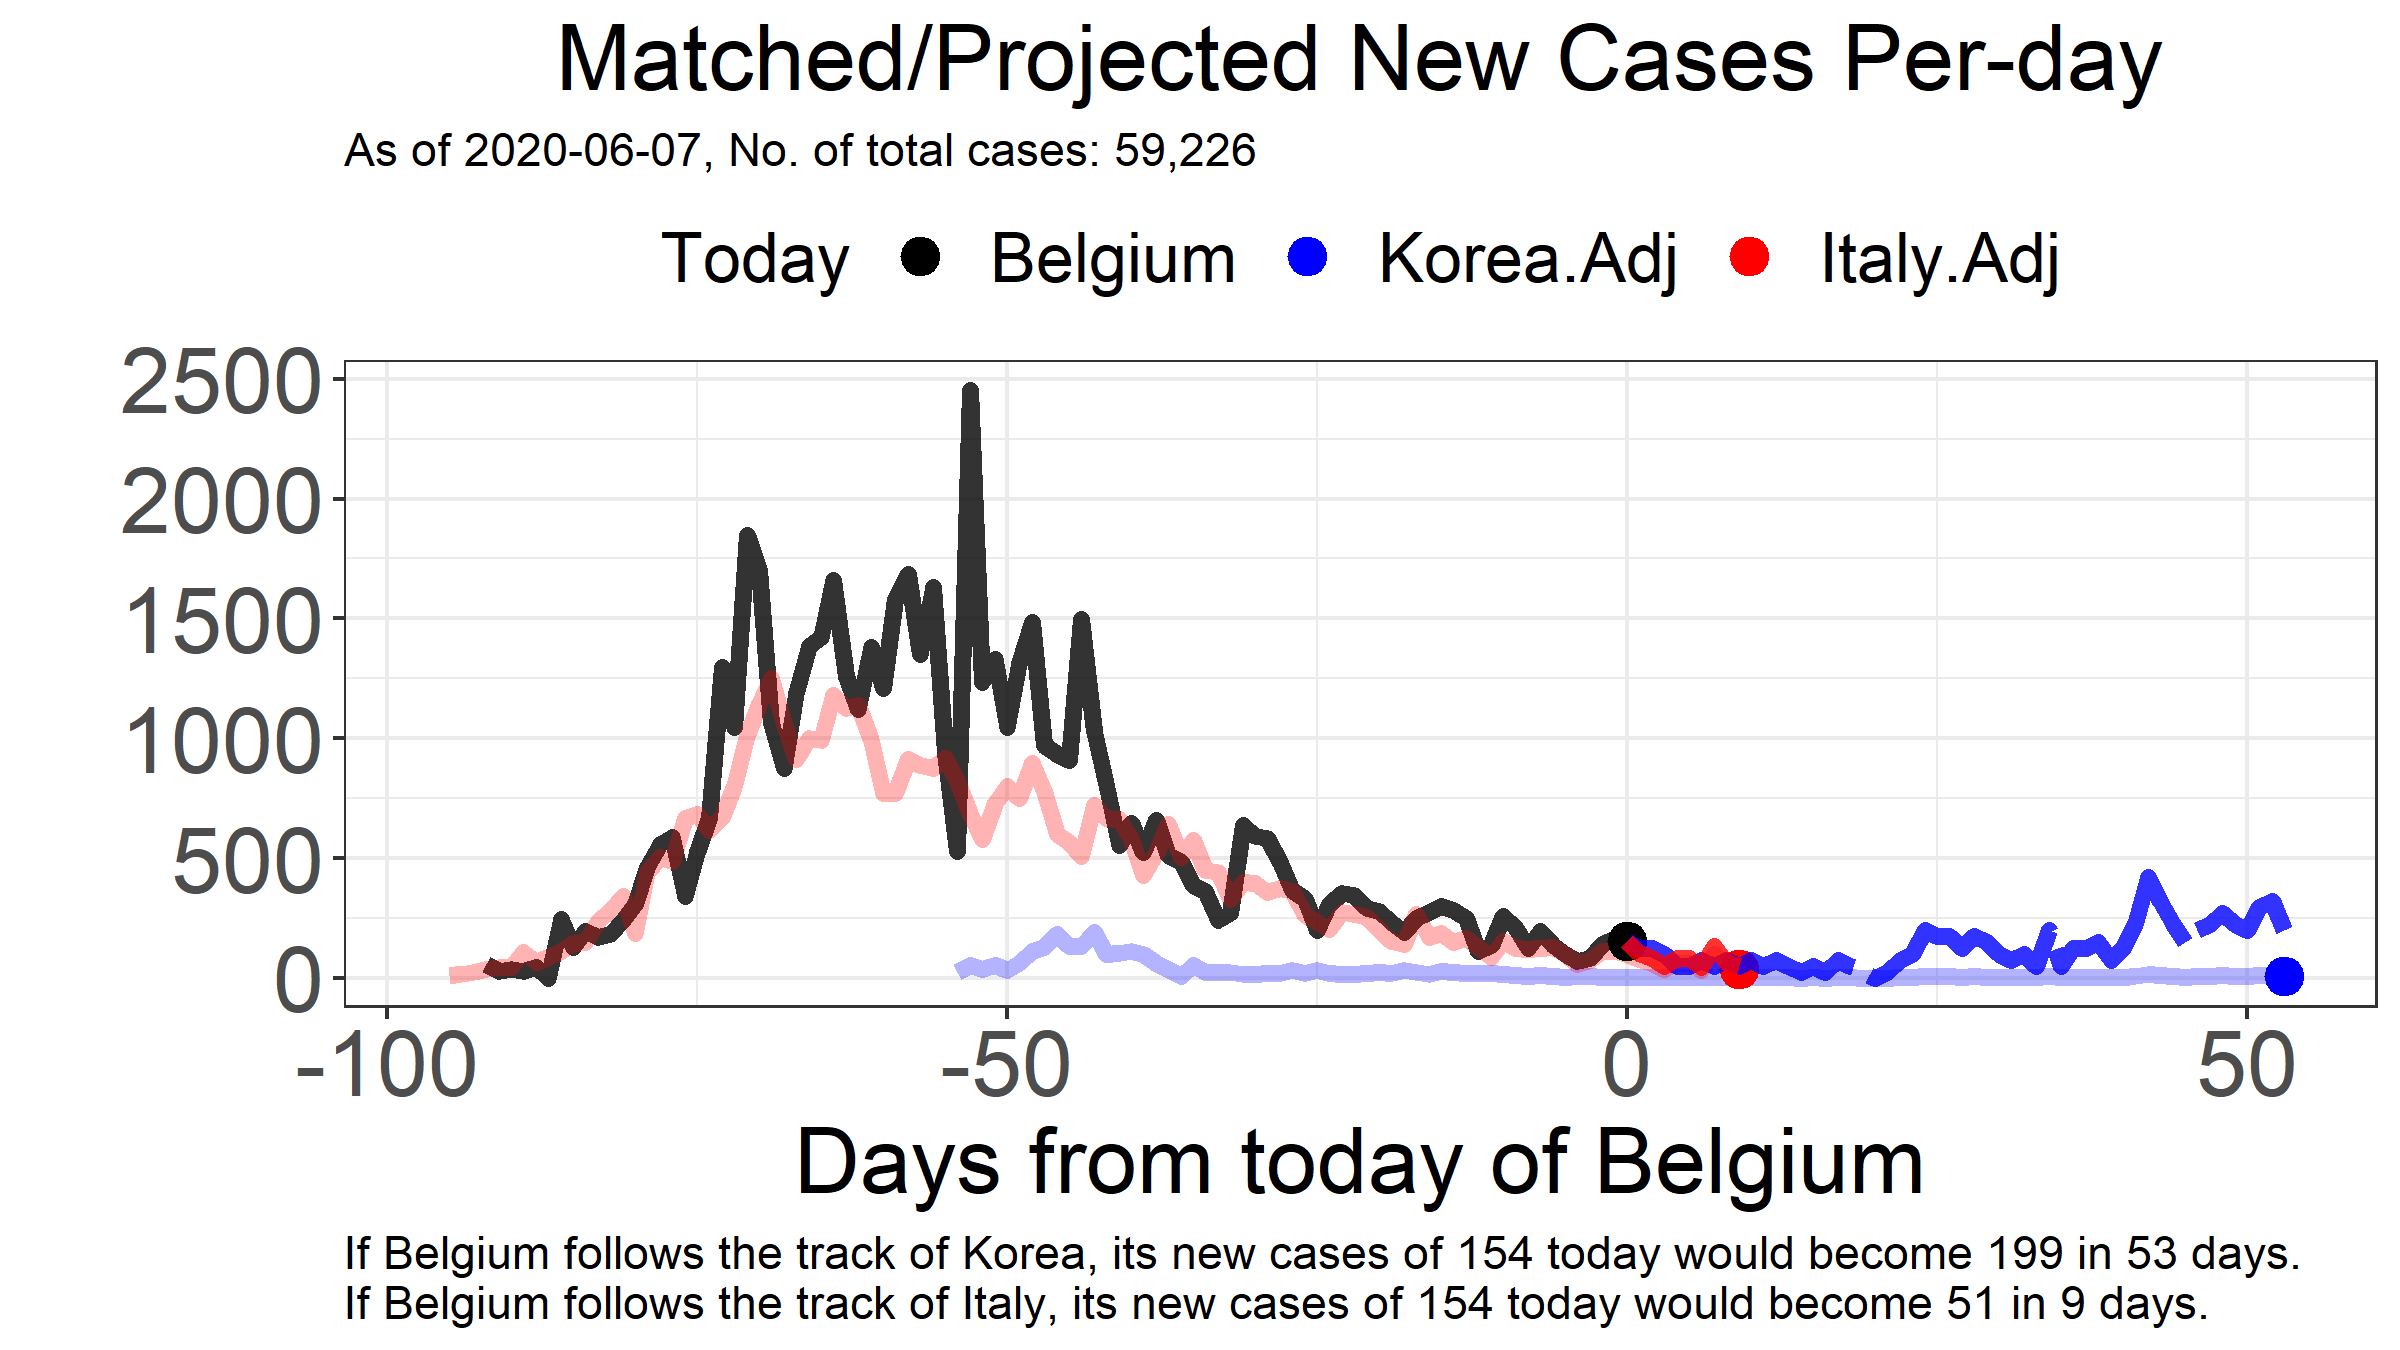 Matched/Projected New Cases Per-day
As of 2020-06-07, No. of total cases: 59,226
Today Belgium Korea.Adj Italy.Adj
2500
2000
1500
1000
500
0
-100 -50 0 50
Days from today of Belgium
If Belgium follows the track of Korea, its new cases of 154 today would become 199 in 53 days.
If Belgium follows the track of Italy, its new cases of 154 today would become 51 in 9 days.